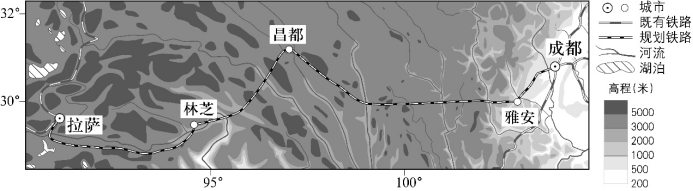 32°
30°
95°
100°
昌都
成都
林芝
雅安
拉萨
城市
既有铁路
规划铁路
河流
湖泊
高程(米)
5000
3000
2000
1000
500
200